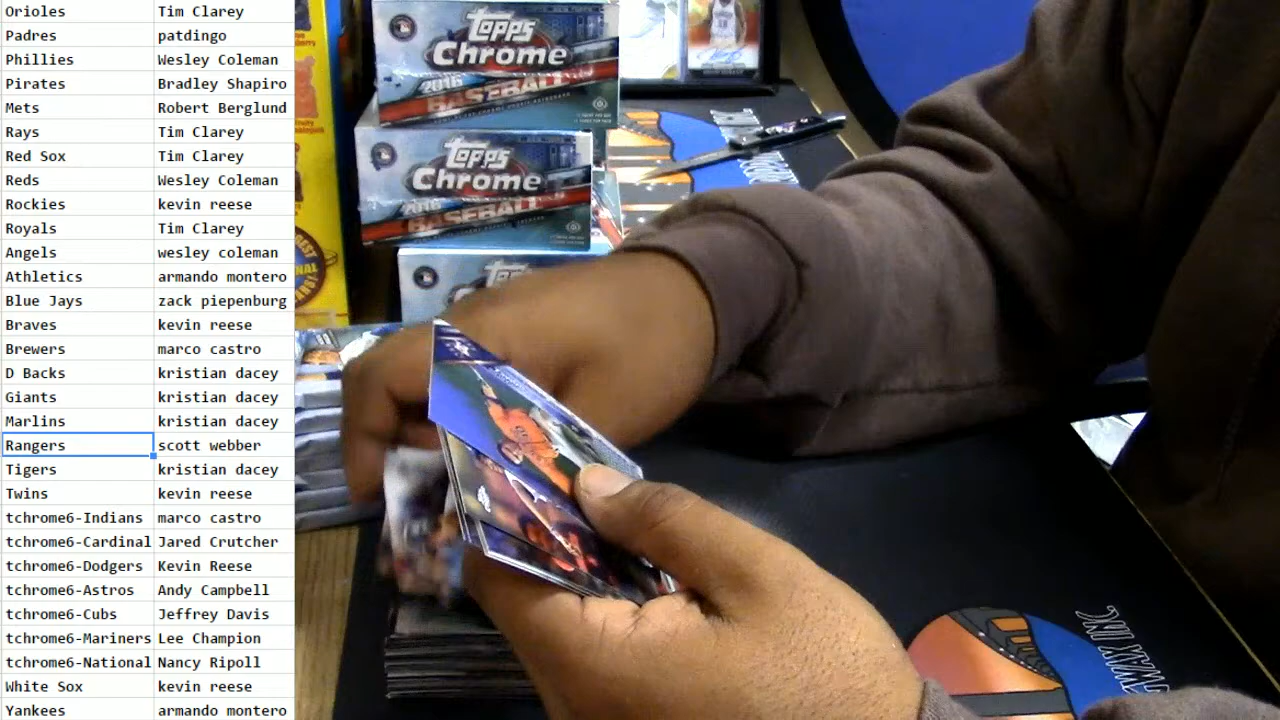 Orioles Tim Clarey
Padres patdingo
Phillies Wesley Coleman
Pirates Bradley Shapiro
Mets Robert Berglund
Rays Tim Clarey
Red Sox Tim Clarey
Reds Wesley Coleman
Rockies kevin reese
Royals Tim Clarey
Angels wesley coleman
Athletics armando montero
Blue Jays zack piepenburg
Braves kevin reese
Brewers marco castro
D Backs kristian dacey
Giants kristian dacey
Marlins kristian dacey
Rangers scott webber
Tigers kristian dacey
Twins kevin reese
tchrome6-Indians marco castro
tchrome6-Cardinal Jared Crutcher
tchrome6-Dodgers Kevin Reese
tchrome6-Astros Andy Campbell
tchrome6-Cubs Jeffrey Davis
tchrome6-Mariners Lee Champion
tchrome6-National Nancy Ripoll
White Sox kevin reese
Yankees armando montero
Topps
Chrome
2016
BASEBALL
Topps
Chrome
2016
BASEBALL